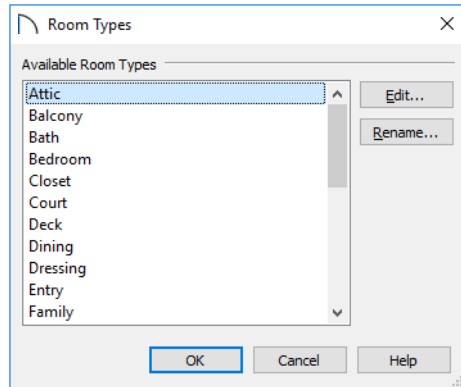 Room Types
Available Room Types
Attic
Balcony
Bath
Bedroom
Closet
Court
Deck
Dining
Dressing
Entry
Family
Edit...
Rename...
OK Cancel Help